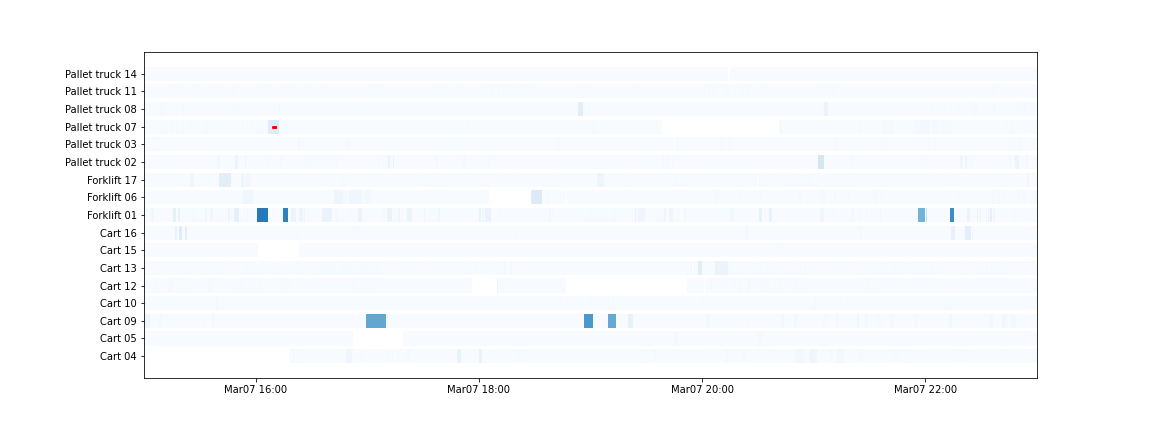 Pallet truck 14
Pallet truck 11
Pallet truck 08
Pallet truck 07
Pallet truck 03
Pallet truck 02
Forklift 17
Forklift 06
Forklift 01
Cart 16
Cart 15
Cart 13
Cart 12
Cart 10
Cart 09
Cart 05
Cart 04
Mar07 16:00 Mar07 18:00 Mar07 20:00 Mar07 22:00